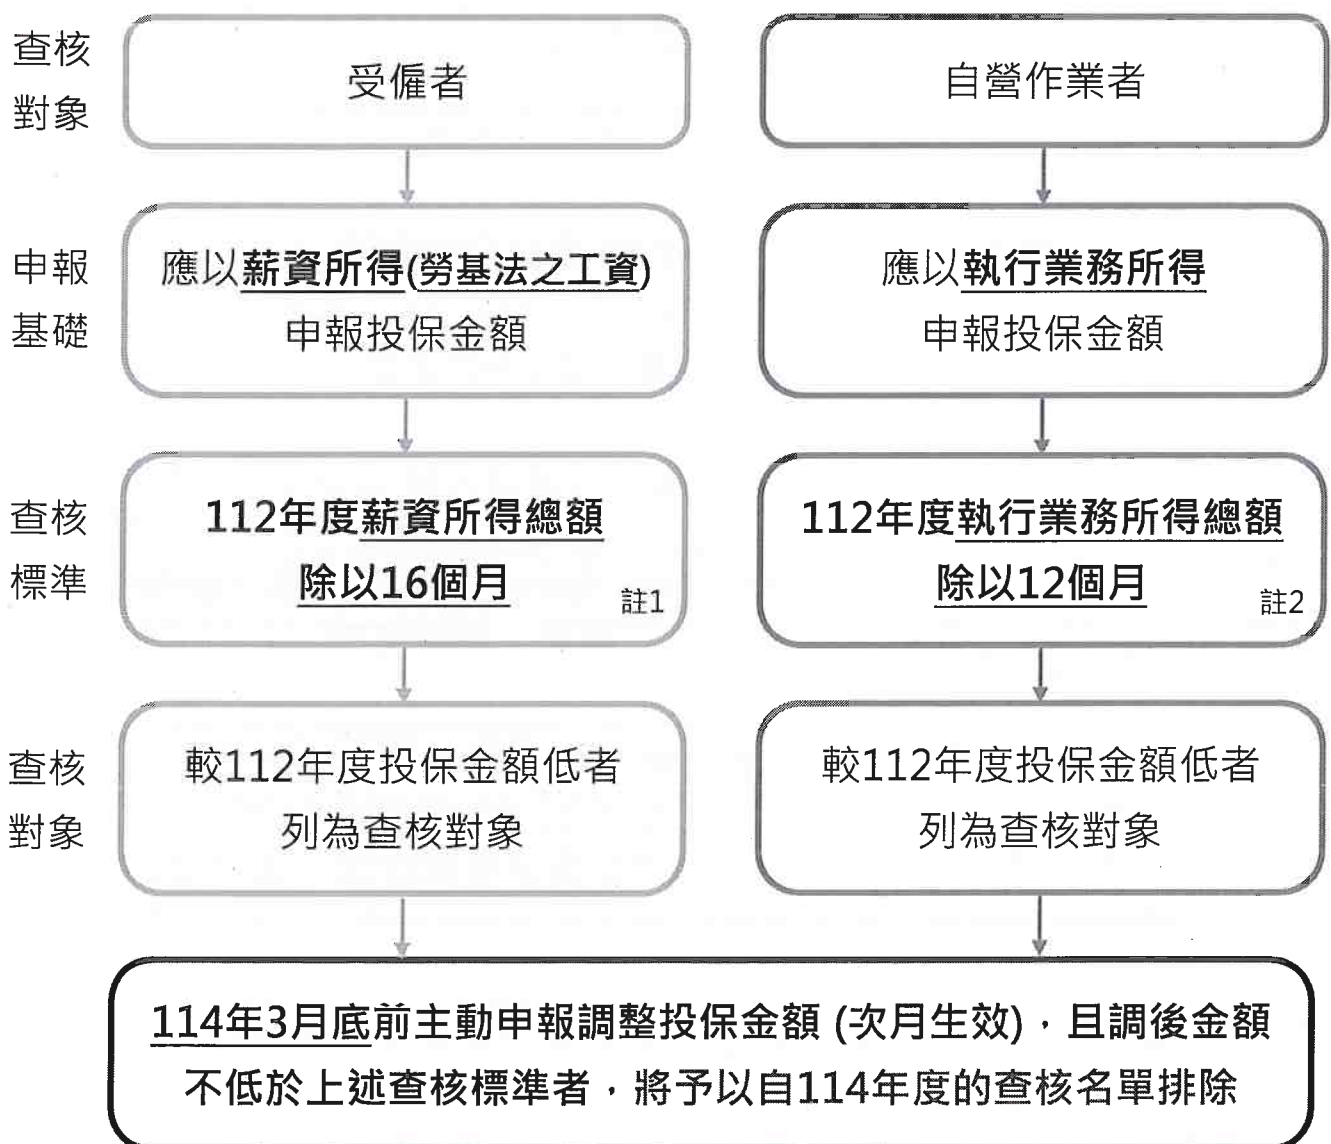 查核
對象
受僱者
自營作業者
申報
基礎
應以薪資所得(勞基法之工資)
申報投保金額
應以執行業務所得
申報投保金額
查核
標準
112年度薪資所得總額
除以16個月
註1
112年度執行業務所得總額
除以12個月
註2
查核
對象
較112年度投保金額低者
列為查核對象
較112年度投保金額低者
列為查核對象
114年3月底前主動申報調整投保金額 (次月生效)，且調後金額
不低於上述查核標準者，將予以自114年度的查核名單排除